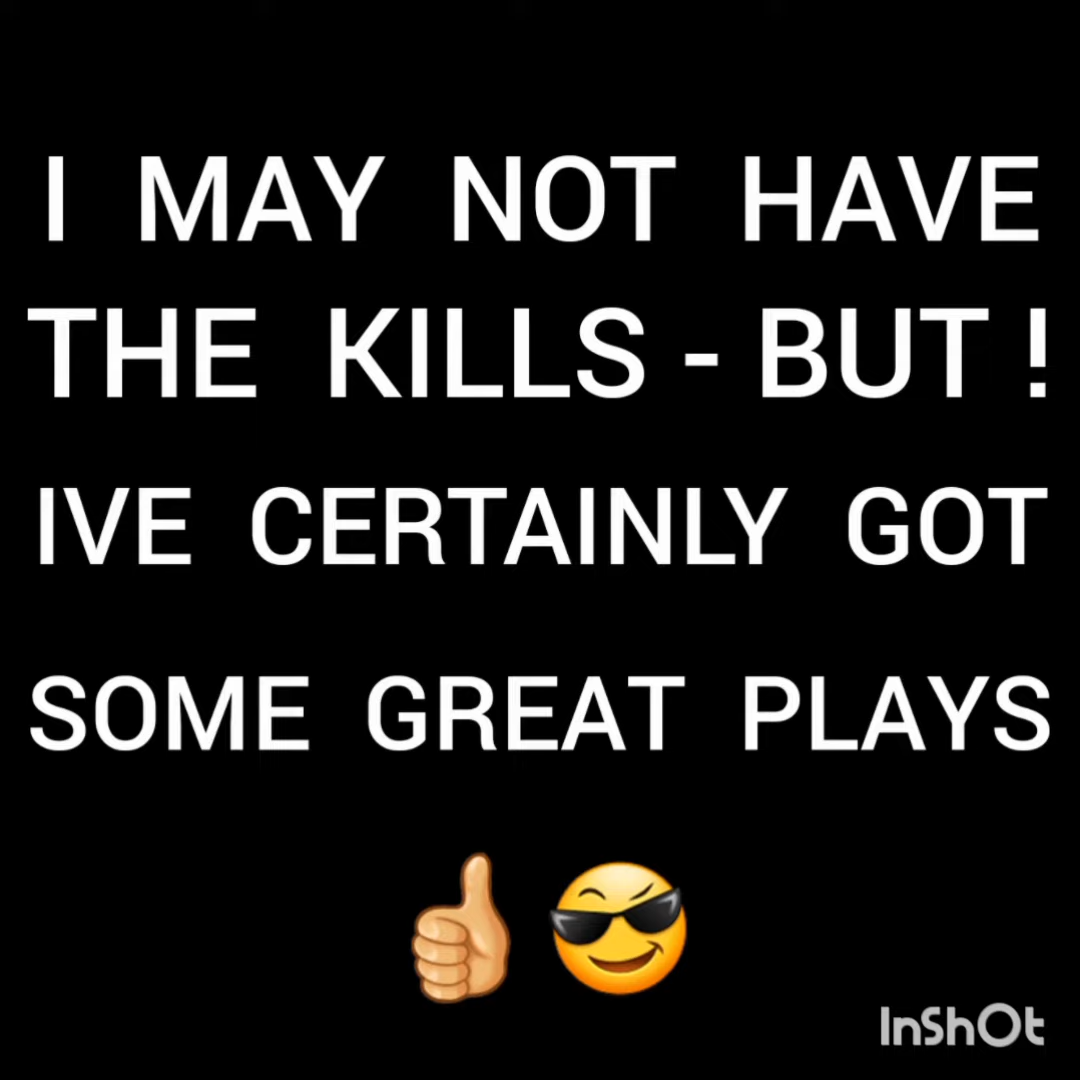 I MAY NOT HAVE
THE KILLS - BUT !
IVE CERTAINLY GOT
SOME GREAT PLAYS
👍😎
InShOt